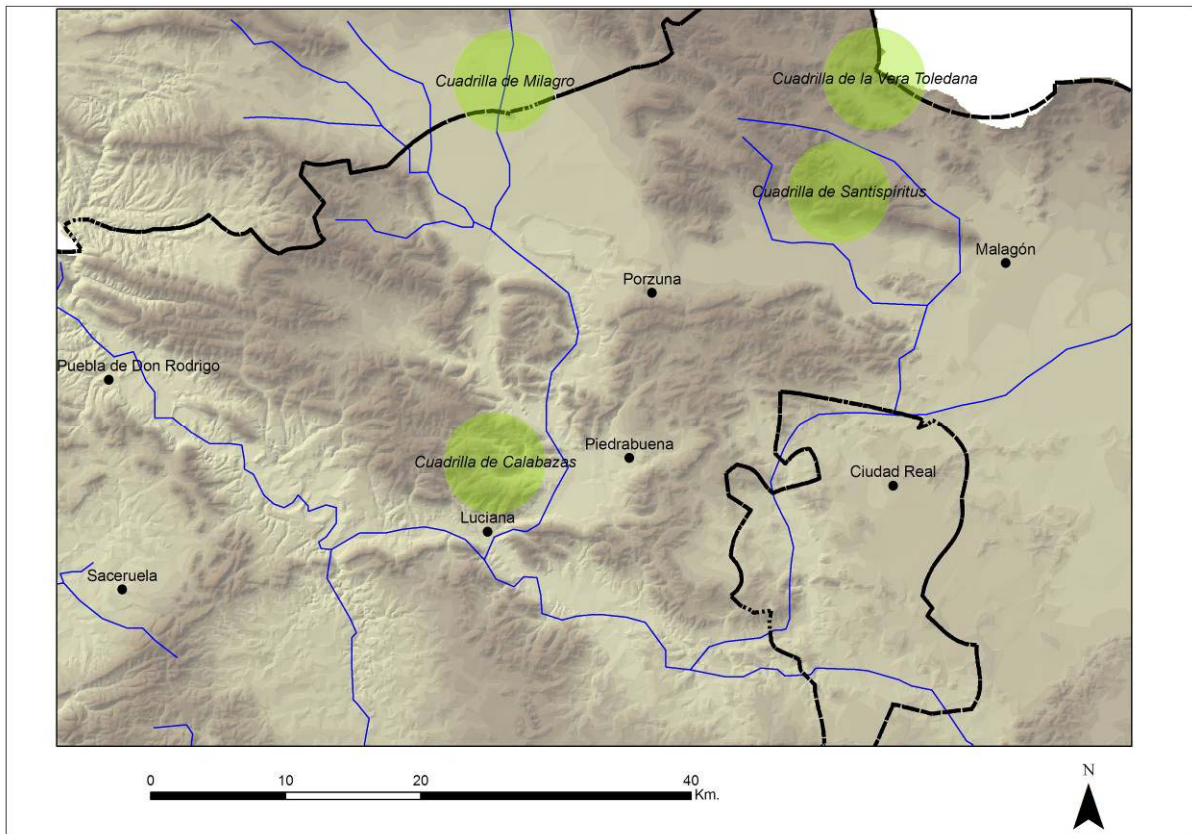 Cuadrilla de Milagro
Cuadrilla de la Vera Toledana
Cuadrilla de Santispíritus
Malagón
Porzuna
Puebla de Don Rodrigo
Piedrabuena
Cuadrilla de Calabazas
Ciudad Real
Luciana
Saceruela
0 10 20 40
Km.
N